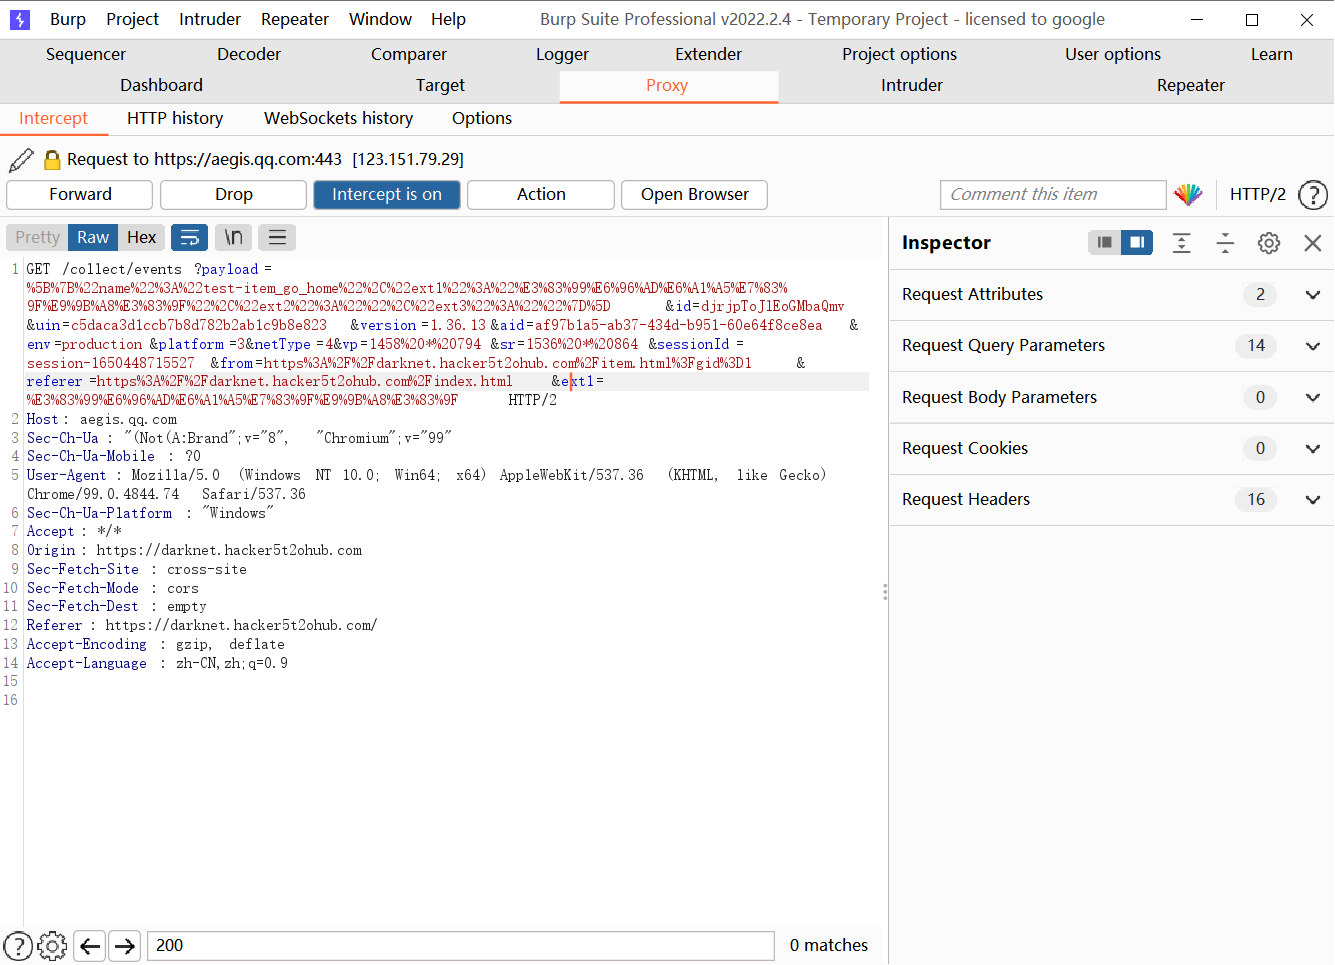 Burp Project Intruder Repeater Window Help Burp Suite Professional v2022.2.4 - Temporary Project - licensed to google
Sequencer Decoder Comparer Logger Extender Project options User options Learn
Dashboard Target Proxy Intruder Repeater
Intercept HTTP history WebSockets history Options
Request to https://aegis.qq.com:443 [123.151.79.29]
Forward Drop Intercept is on Action Open Browser Comment this item HTTP/2 ?
Pretty Raw Hex \n
Inspector
Request Attributes 2
Request Query Parameters 14
Request Body Parameters 0
Request Cookies 0
Request Headers 16
1 GET /collect/events ?payload =
%5B%7B%22name%22%3A%22test-item_go_home%22%2C%22ext1%22%3A%22%E3%83%99%E6%96%AD%E6%A1%A5%E7%83%
9F%E9%9B%A8%E3%83%9F%22%2C%22ext2%22%3A%22%22%2C%22ext3%22%3A%22%22%7D%5D &id=djrjpToJlEoGMbaQmv
&uin=c5daca3d1ccb7b8d782b2ab1c9b8e823 &version =1.36.13 &aid=af97b1a5-ab37-434d-b951-60e64f8ce8ea &
env =production &platform =3&netType =4&vp=1458%20*%20794 &sr=1536%20*%20864 &sessionId =
session-1650448715527 &from=https%3A%2F%2Fdarknet.hacker5t2ohub.com%2Fitem.html%3Fgid%3D1 &
referer =https%3A%2F%2Fdarknet.hacker5t2ohub.com%2Findex.html &ext1=
%E3%83%99%E6%96%AD%E6%A1%A5%E7%83%9F%E9%9B%A8%E3%83%9F HTTP/2
2 Host : aegis.qq.com
3 Sec-Ch-Ua : "(Not(A:Brand";v="8", "Chromium";v="99"
4 Sec-Ch-Ua-Mobile : ?0
5 User-Agent : Mozilla/5.0 (Windows NT 10.0; Win64; x64) AppleWebKit/537.36 (KHTML, like Gecko)
Chrome/99.0.4844.74 Safari/537.36
6 Sec-Ch-Ua-Platform : "Windows"
7 Accept : */*
8 Origin : https://darknet.hacker5t2ohub.com
9 Sec-Fetch-Site : cross-site
10 Sec-Fetch-Mode : cors
11 Sec-Fetch-Dest : empty
12 Referer : https://darknet.hacker5t2ohub.com/
13 Accept-Encoding : gzip, deflate
14 Accept-Language : zh-CN,zh;q=0.9
15
16
? 200 0 matches